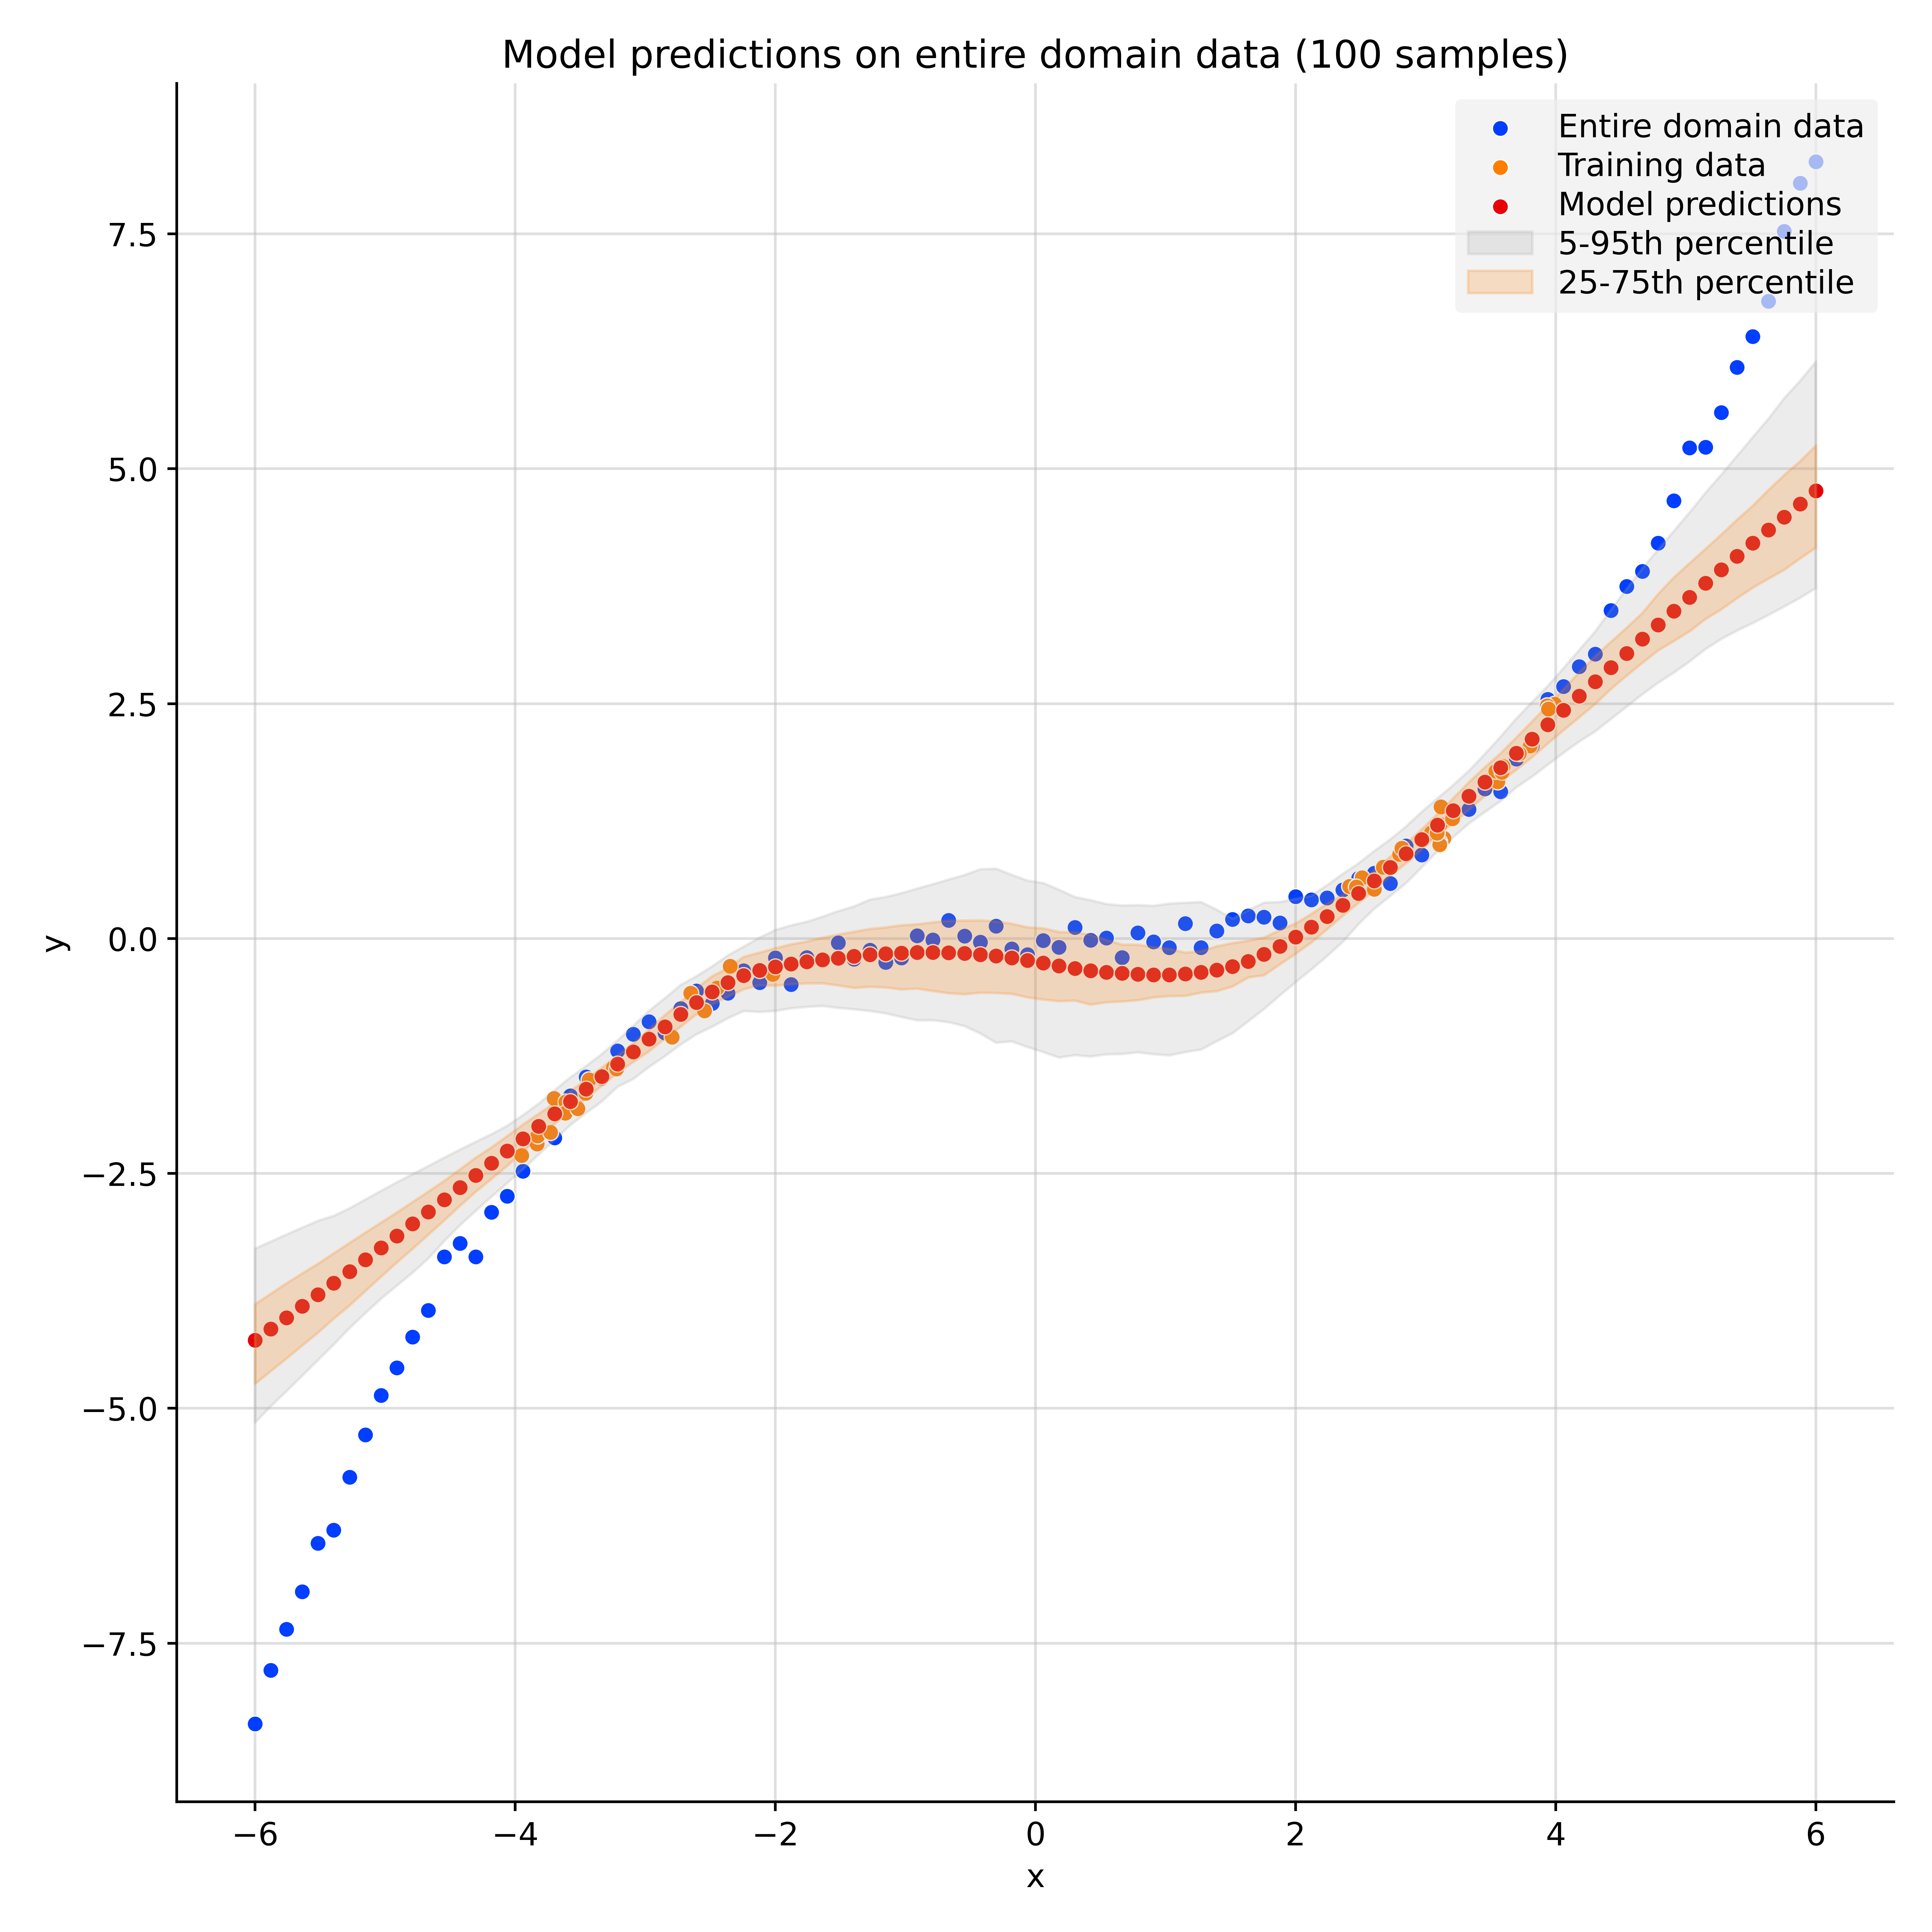 Model predictions on entire domain data (100 samples)
Entire domain data
Training data
Model predictions
5-95th percentile
25-75th percentile
7.5
5.0
2.5
0.0
−2.5
−5.0
−7.5
y
−6 −4 −2 0 2 4 6
x